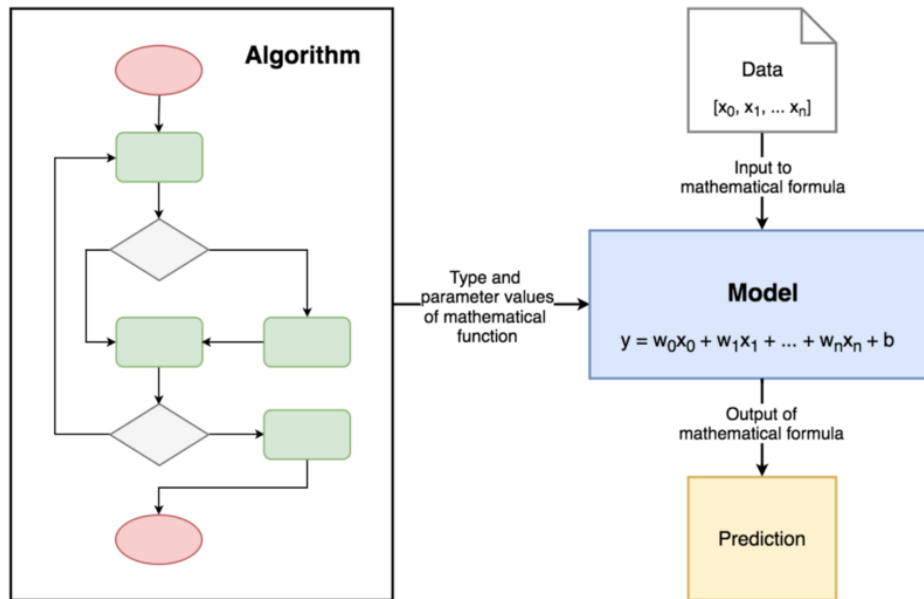 Algorithm
Data
[x₀, x₁, ... xₙ]
Input to
mathematical formula
Type and
parameter values
of mathematical
function
Model
y = w₀x₀ + w₁x₁ + ... + wₙxₙ + b
Output of
mathematical formula
Prediction